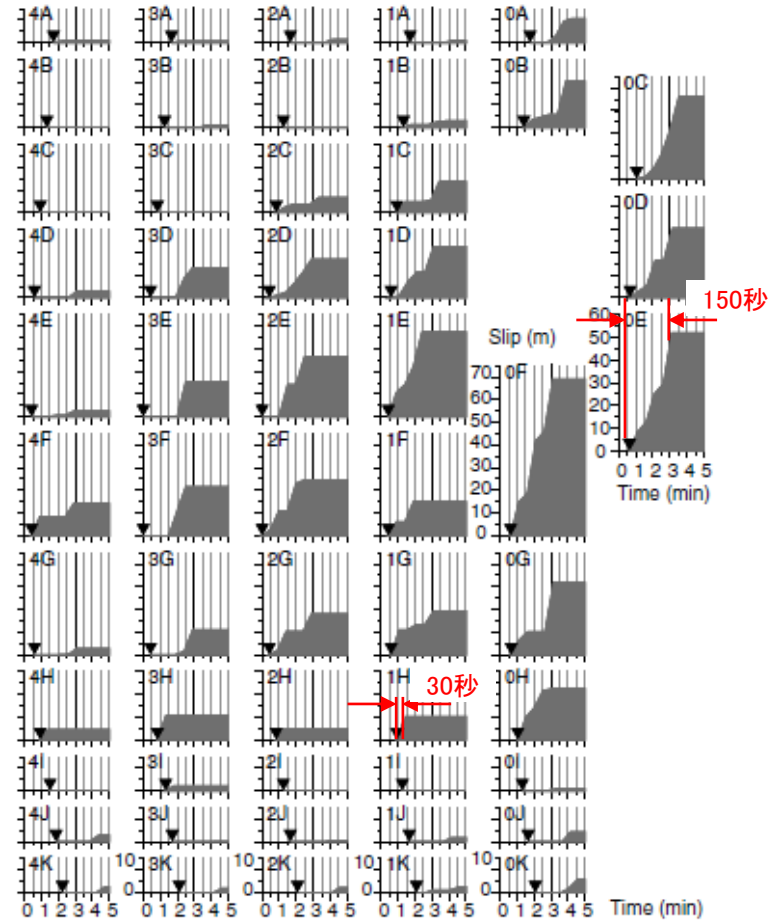 4A 3A 2A 1A 0A
4B 3B 2B 1B 0B
0C
4C 3C 2C 1C
0D
4D 3D 2D 1D
150秒
4E 3E 2E 1E
60 0E
50
40
30
20
10
0
0 1 2 3 4 5
Time (min)
Slip (m)
70 0F
60
50
40
30
20
10
0
4F 3F 2F 1F
4G 3G 2G 1G 0G
4H 3H 2H 1H 0H
30秒
4I 3I 2I 1I 0I
4J 3J 2J 1J 0J
4K 10 3K 10 2K 10 1K 10 0K
0 0 0 0
0 1 2 3 4 5 0 1 2 3 4 5 0 1 2 3 4 5 0 1 2 3 4 5 0 1 2 3 4 5 Time (min)